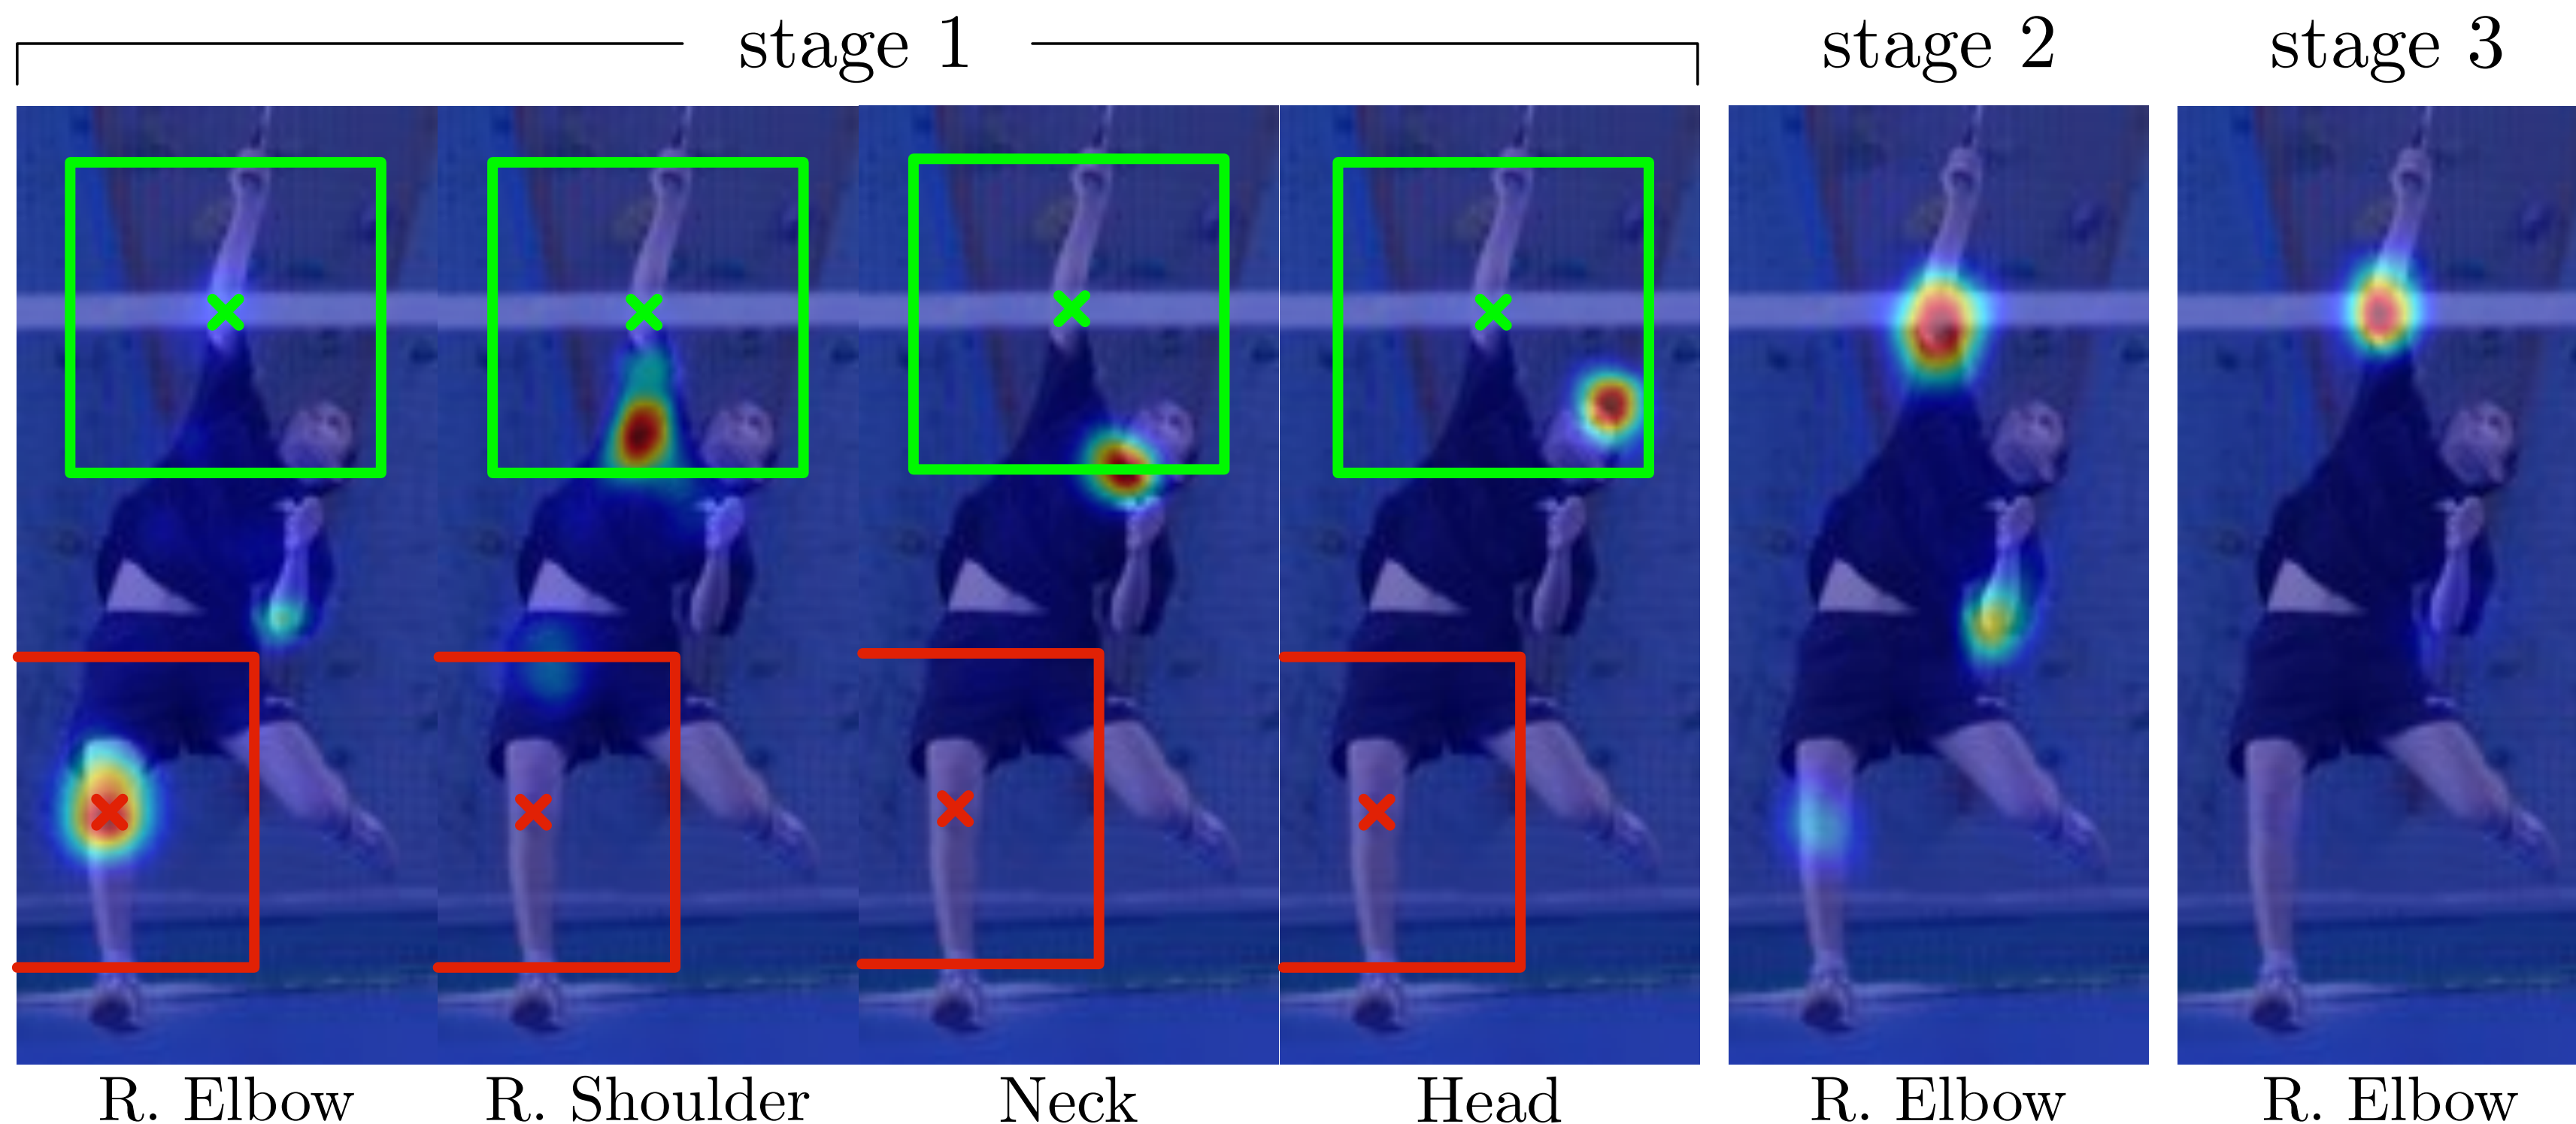 stage 1 stage 2 stage 3
R. Elbow R. Shoulder Neck Head R. Elbow R. Elbow